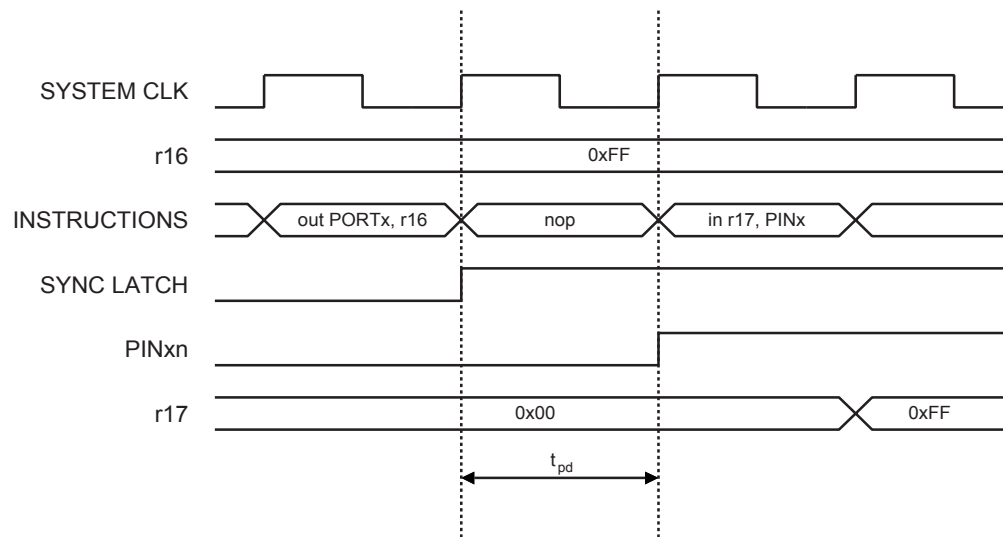 SYSTEM CLK
r16
0xFF
INSTRUCTIONS
out PORTx, r16
nop
in r17, PINx
SYNC LATCH
PINxn
r17
0x00
0xFF
tpd